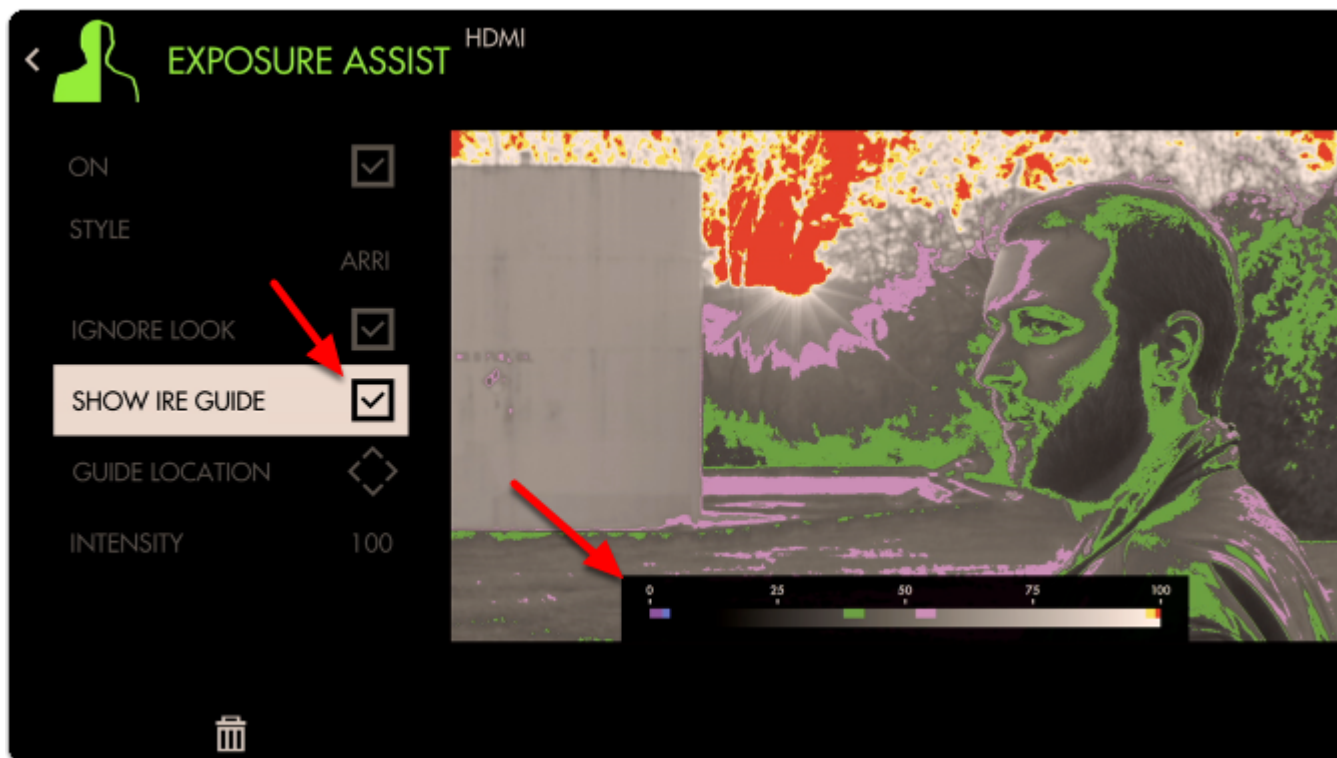 EXPOSURE ASSIST
HDMI
ON
STYLE
ARRI
IGNORE LOOK
SHOW IRE GUIDE
GUIDE LOCATION
INTENSITY 100
0 25 50 75 100